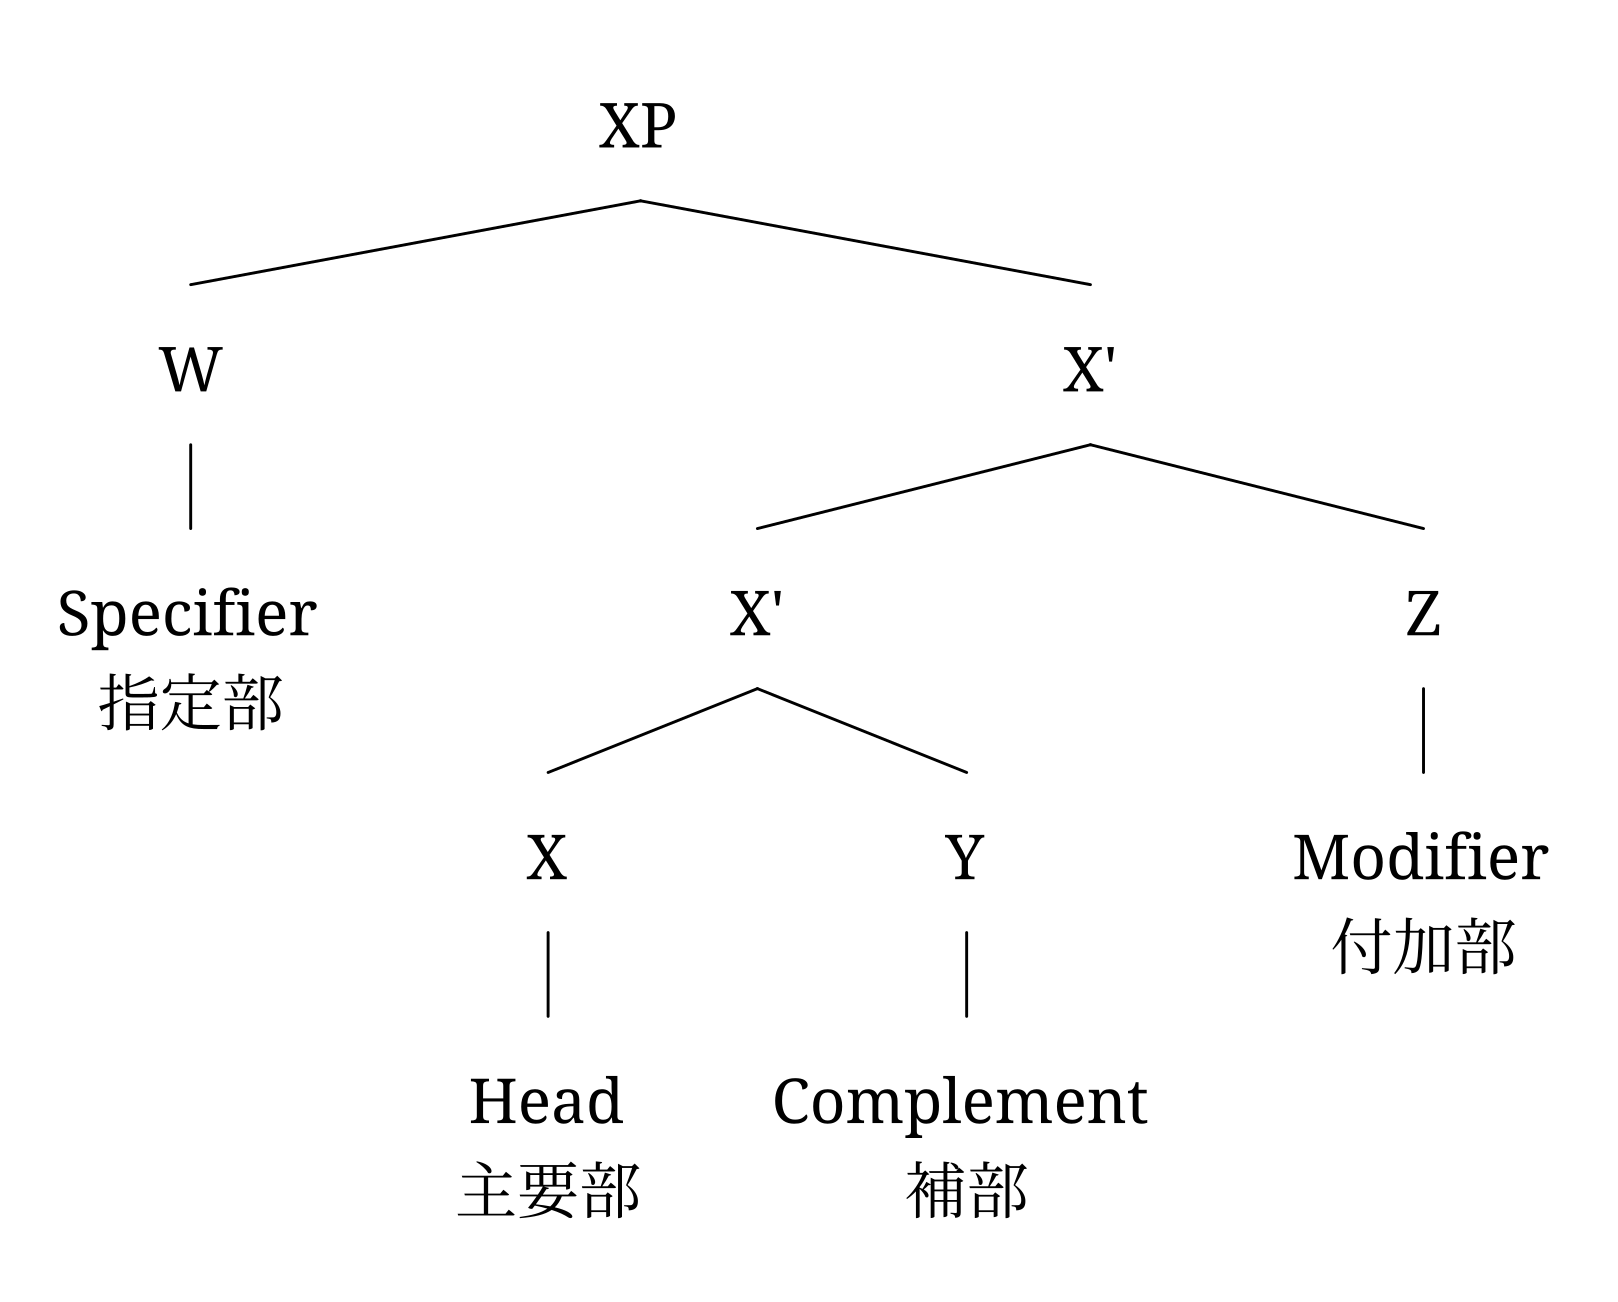 XP
W
X'
Specifier
指定部
X'
Z
X
Y
Modifier
付加部
Head
主要部
Complement
補部